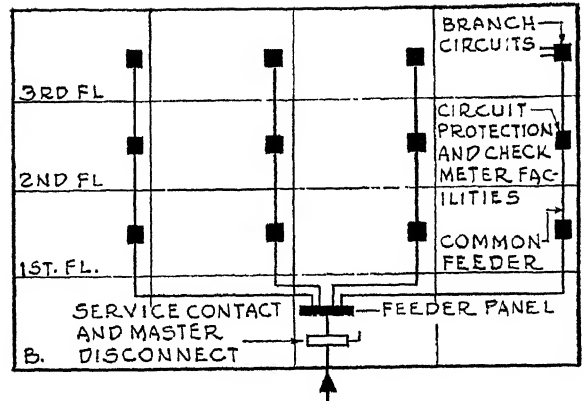 BRANCH
CIRCUITS
3RD FL
CIRCUIT
PROTECTION
AND CHECK
METER FAC-
ILITIES
2ND FL
COMMON
FEEDER
1ST. FL.
SERVICE CONTACT
AND MASTER
DISCONNECT
FEEDER PANEL
B.